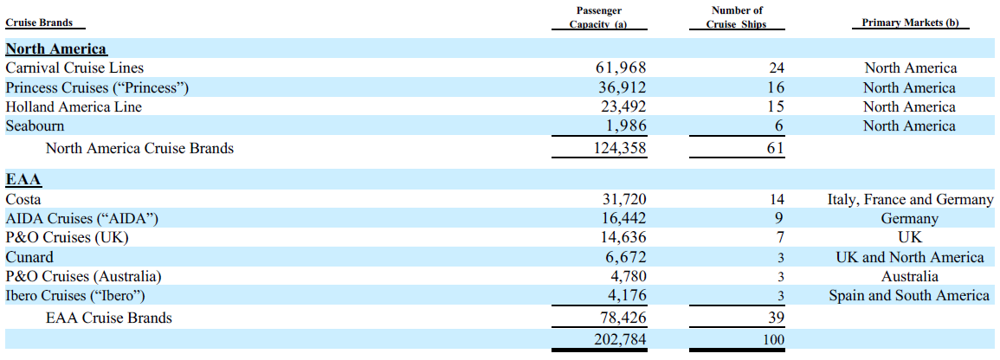 Passenger Number of
Cruise Brands Capacity (a) Cruise Ships Primary Markets (b)
North America
Carnival Cruise Lines 61,968 24 North America
Princess Cruises (“Princess”) 36,912 16 North America
Holland America Line 23,492 15 North America
Seabourn 1,986 6 North America
North America Cruise Brands 124,358 61
EAA
Costa 31,720 14 Italy, France and Germany
AIDA Cruises (“AIDA”) 16,442 9 Germany
P&O Cruises (UK) 14,636 7 UK
Cunard 6,672 3 UK and North America
P&O Cruises (Australia) 4,780 3 Australia
Ibero Cruises (“Ibero”) 4,176 3 Spain and South America
EAA Cruise Brands 78,426 39
202,784 100